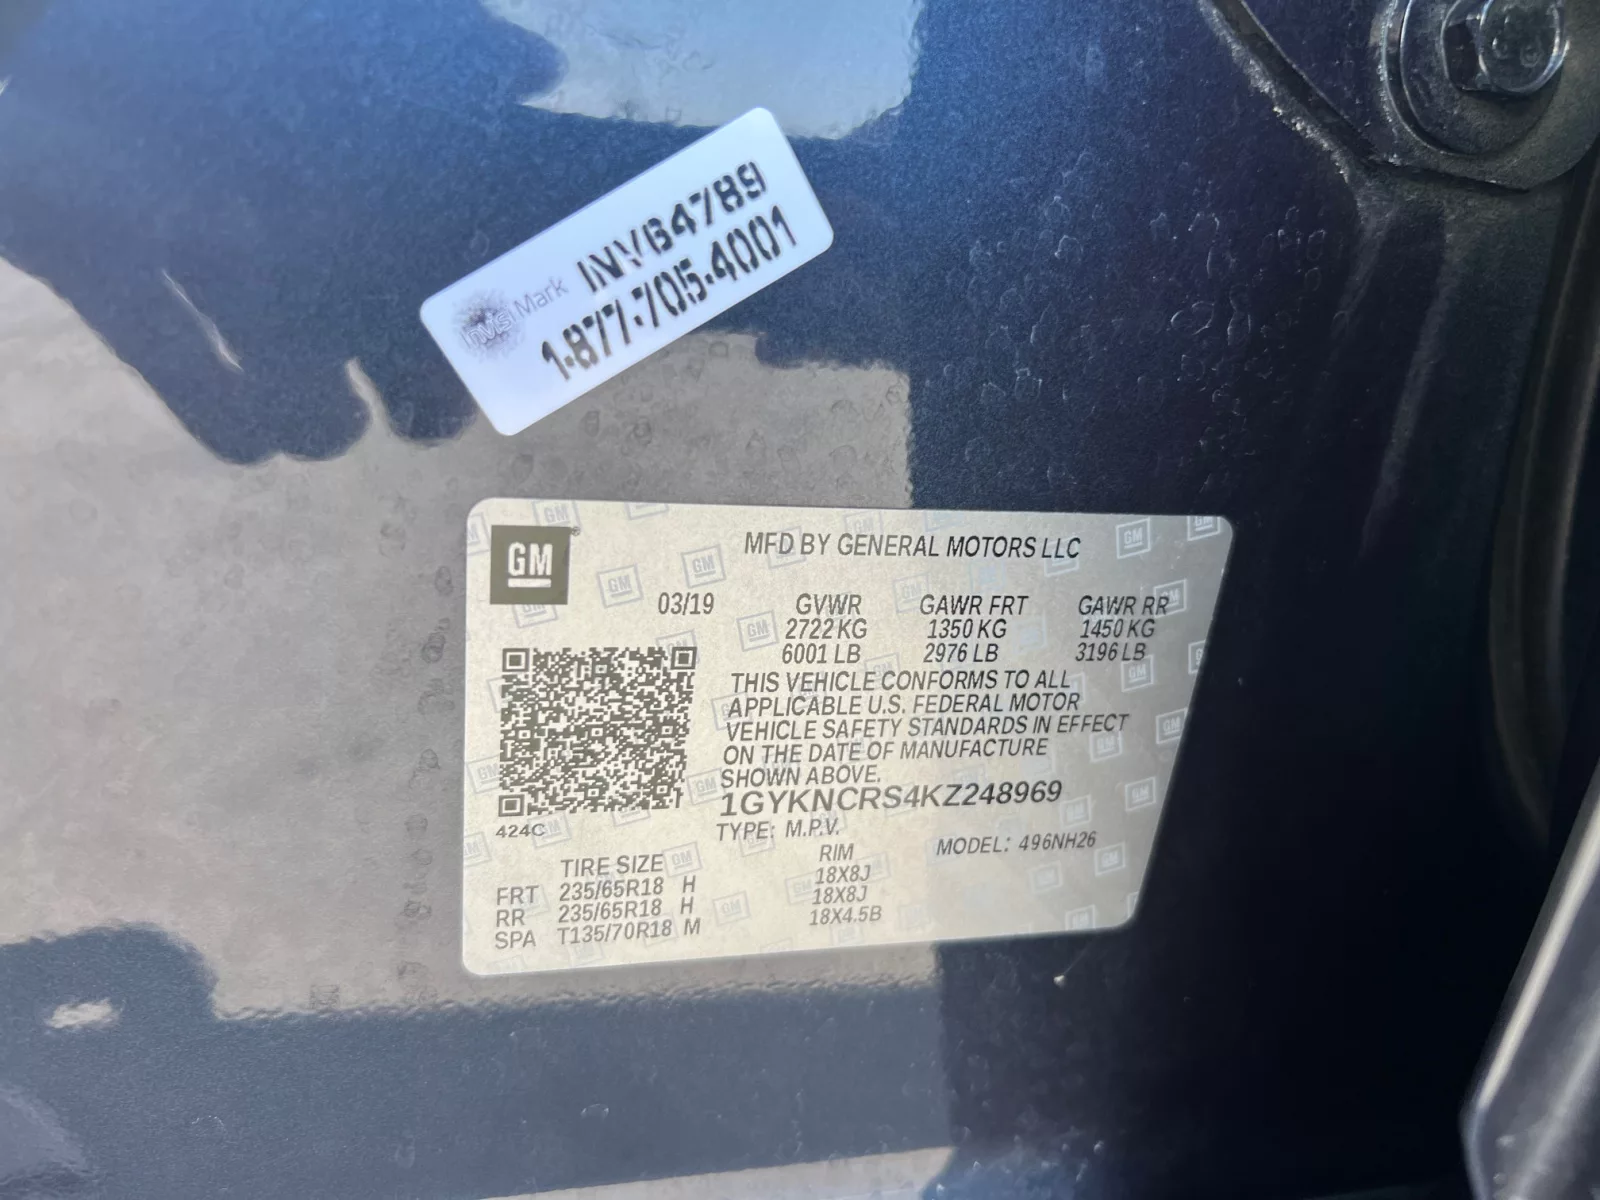 InvisiMark INV64789
1-877-705-4001
GM
MFD BY GENERAL MOTORS LLC
03/19 GVWR GAWR FRT GAWR RR
2722 KG 1350 KG 1450 KG
6001 LB 2976 LB 3196 LB
THIS VEHICLE CONFORMS TO ALL
APPLICABLE U.S. FEDERAL MOTOR
VEHICLE SAFETY STANDARDS IN EFFECT
ON THE DATE OF MANUFACTURE
SHOWN ABOVE.
1GYKNCRS4KZ248969
424C
TYPE: M.P.V. MODEL: 496NH26
TIRE SIZE RIM
FRT 235/65R18 H 18X8J
RR 235/65R18 H 18X8J
SPA T135/70R18 M 18X4.5B